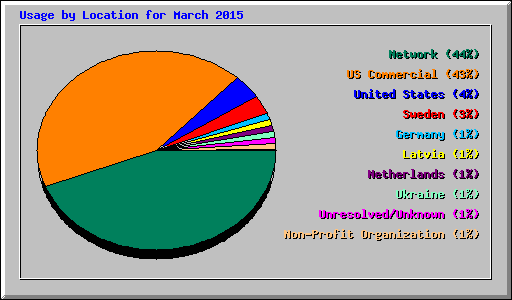 Usage by Location for March 2015
Network (44%)
US Commercial (43%)
United States (4%)
Sweden (3%)
Germany (1%)
Latvia (1%)
Netherlands (1%)
Ukraine (1%)
Unresolved/Unknown (1%)
Non-Profit Organization (1%)